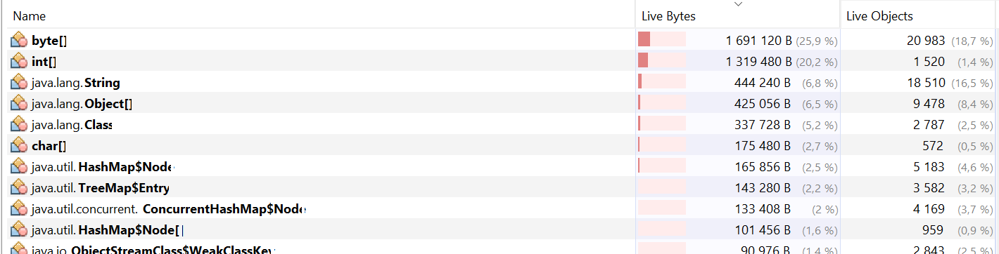 Name Live Bytes Live Objects
byte[] 1 691 120 B (25,9 %) 20 983 (18,7 %)
int[] 1 319 480 B (20,2 %) 1 520 (1,4 %)
java.lang.String 444 240 B (6,8 %) 18 510 (16,5 %)
java.lang.Object[] 425 056 B (6,5 %) 9 478 (8,4 %)
java.lang.Class 337 728 B (5,2 %) 2 787 (2,5 %)
char[] 175 480 B (2,7 %) 572 (0,5 %)
java.util.HashMap$Node 165 856 B (2,5 %) 5 183 (4,6 %)
java.util.TreeMap$Entry 143 280 B (2,2 %) 3 582 (3,2 %)
java.util.concurrent.ConcurrentHashMap$Node 133 408 B (2 %) 4 169 (3,7 %)
java.util.HashMap$Node[] 101 456 B (1,6 %) 959 (0,9 %)
java.io.ObjectStreamClass$WeakClassKey 90 976 B (1,4 %) 2 843 (2,5 %)